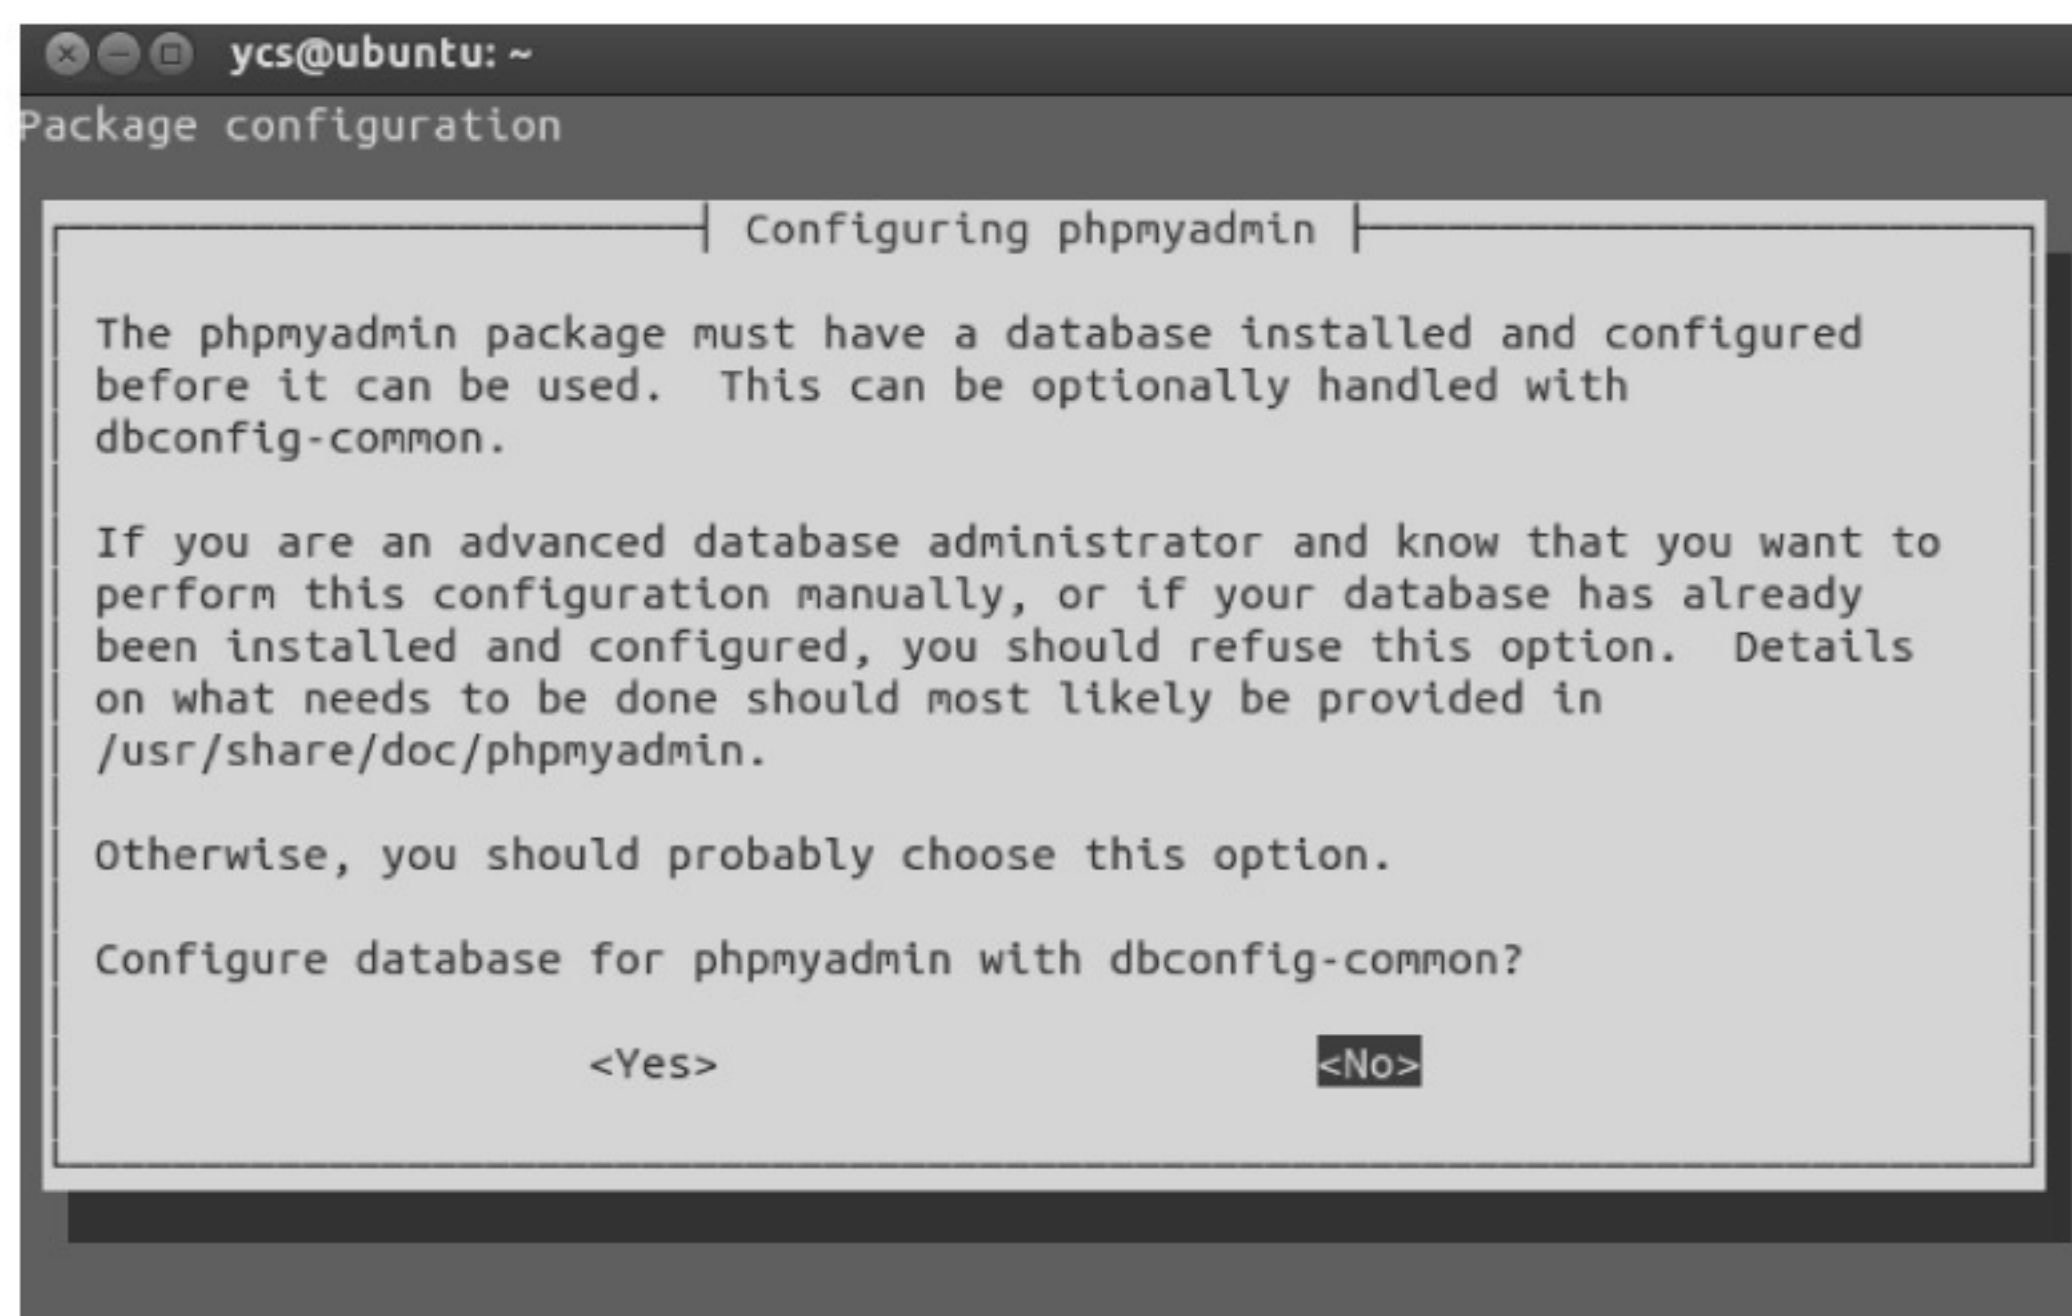 ycs@ubuntu: ~
Package configuration
Configuring phpmyadmin
The phpmyadmin package must have a database installed and configured
before it can be used.  This can be optionally handled with
dbconfig-common.
If you are an advanced database administrator and know that you want to
perform this configuration manually, or if your database has already
been installed and configured, you should refuse this option.  Details
on what needs to be done should most likely be provided in
/usr/share/doc/phpmyadmin.
Otherwise, you should probably choose this option.
Configure database for phpmyadmin with dbconfig-common?
<Yes> <No>